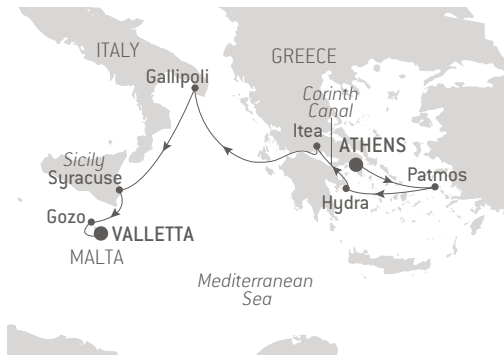 ITALY
GREECE
Gallipoli
Corinth
Canal
Itea
ATHENS
Sicily
Syracuse
Patmos
Hydra
Gozo
VALLETTA
MALTA
Mediterranean
Sea